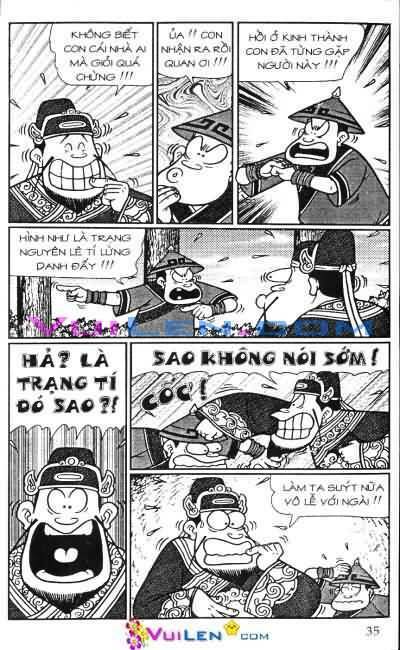 KHÔNG BIẾT
CON CÁI NHÀ AI
MÀ GIỎI QUÁ
CHỪNG !!!
ỦA !! CON
NHẬN RA RỒI
QUAN ƠI !!!
HỒI Ở KINH THÀNH
CON ĐÃ TỪNG GẶP
NGƯỜI NÀY !!!
HÌNH NHƯ LÀ TRẠNG
NGUYÊN LÊ TÍ LỪNG
DANH ĐẤY !!!
VUILEN.COM
HẢ? LÀ
TRẠNG TÍ
ĐÓ SAO?!
SAO KHÔNG NÓI SỚM!
CỐC!
LÀM TA SUÝT NỮA
VÔ LỄ VỚI NGÀI !!
35
VUILEN.COM